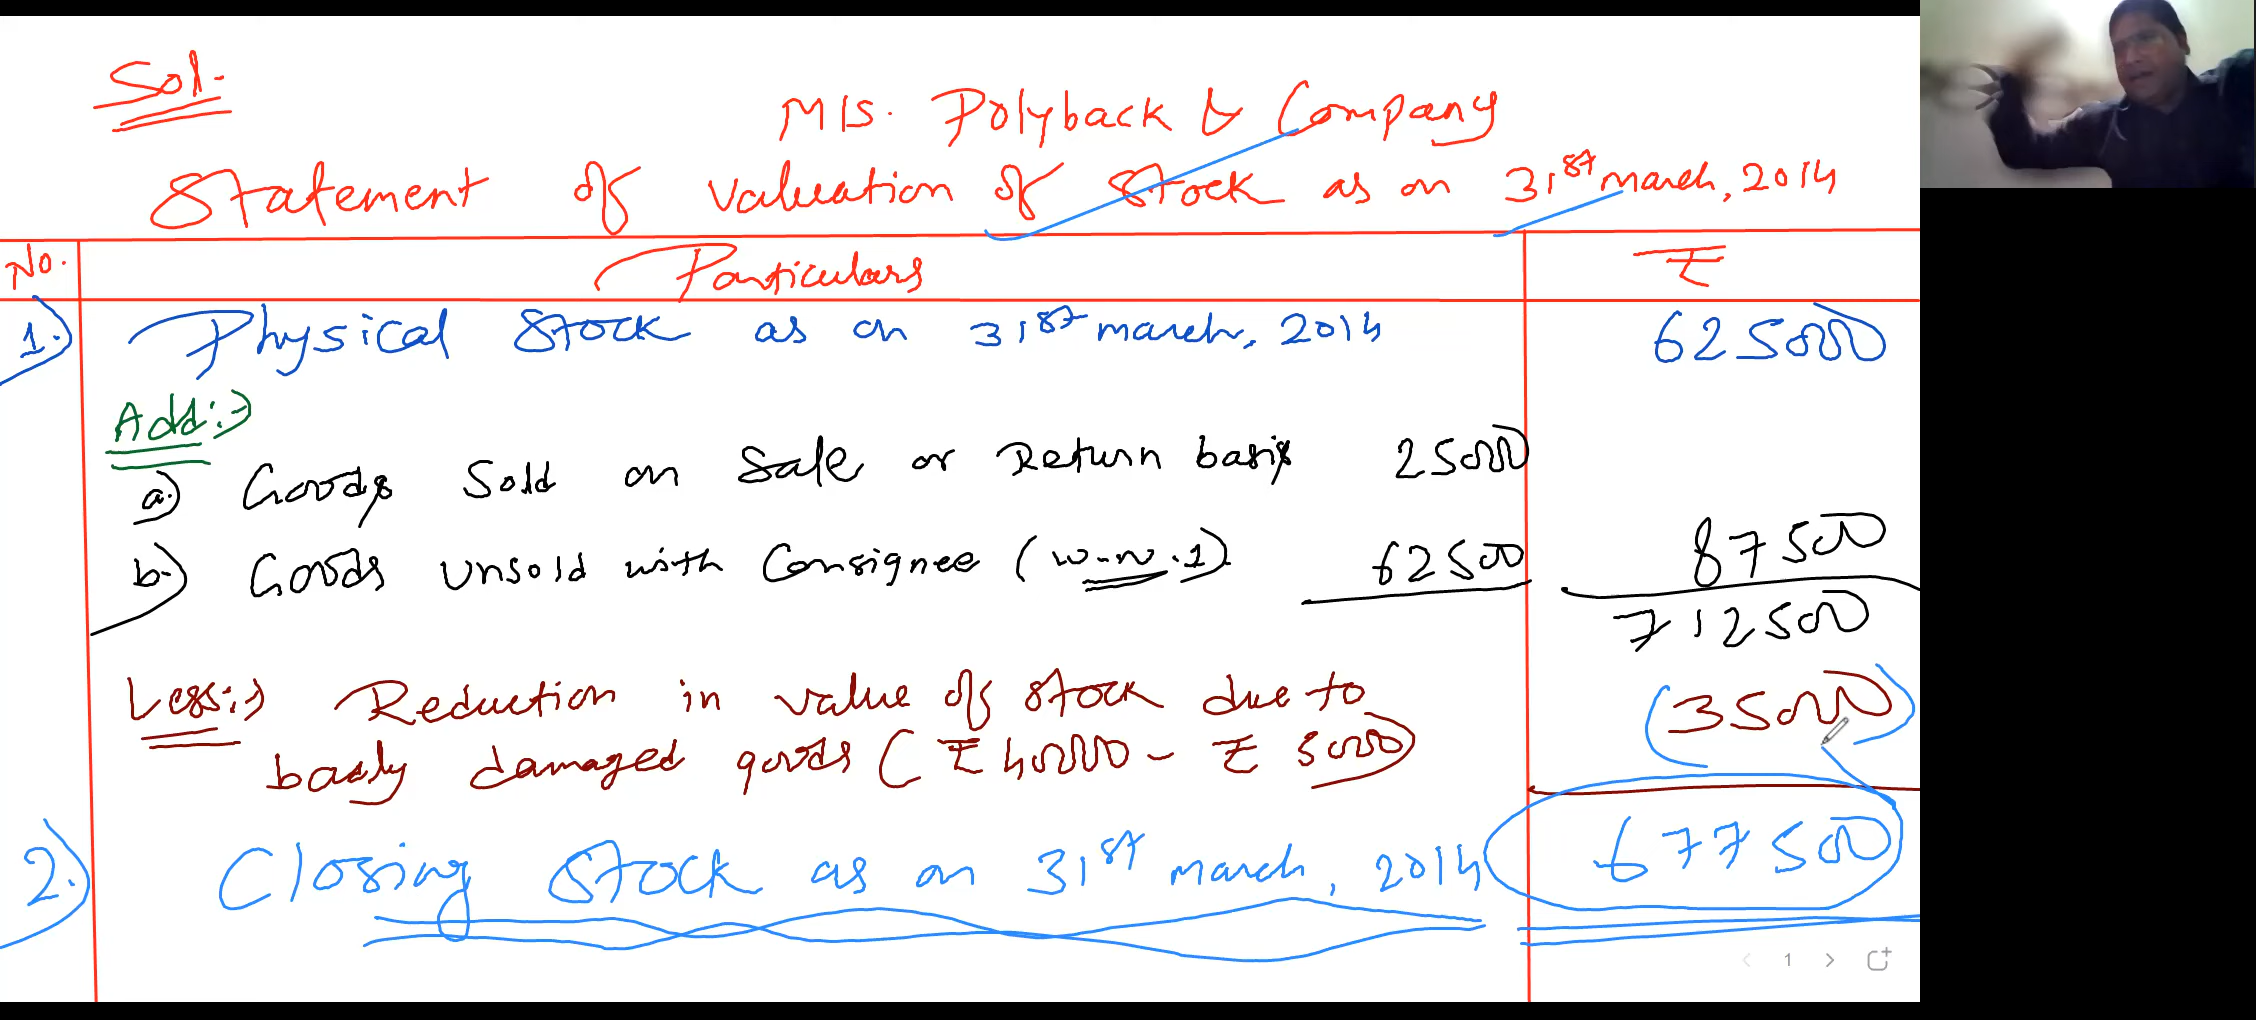 Sol.
M/s. Polyback & Company
Statement of valuation of Stock as on 31st march, 2014
No. Particulars ₹
1.) Physical Stock as on 31st march, 2014 625000
Add:→
a.) Goods Sold on Sale or Return basis 25000
b.) Goods Unsold with Consignee (W.N.1) 62500 87500
712500
Less:→ Reduction in value of stock due to (35000)
badly damaged goods (₹ 40000 - ₹ 5000)
2.) Closing Stock as on 31st march, 2014 677500
1